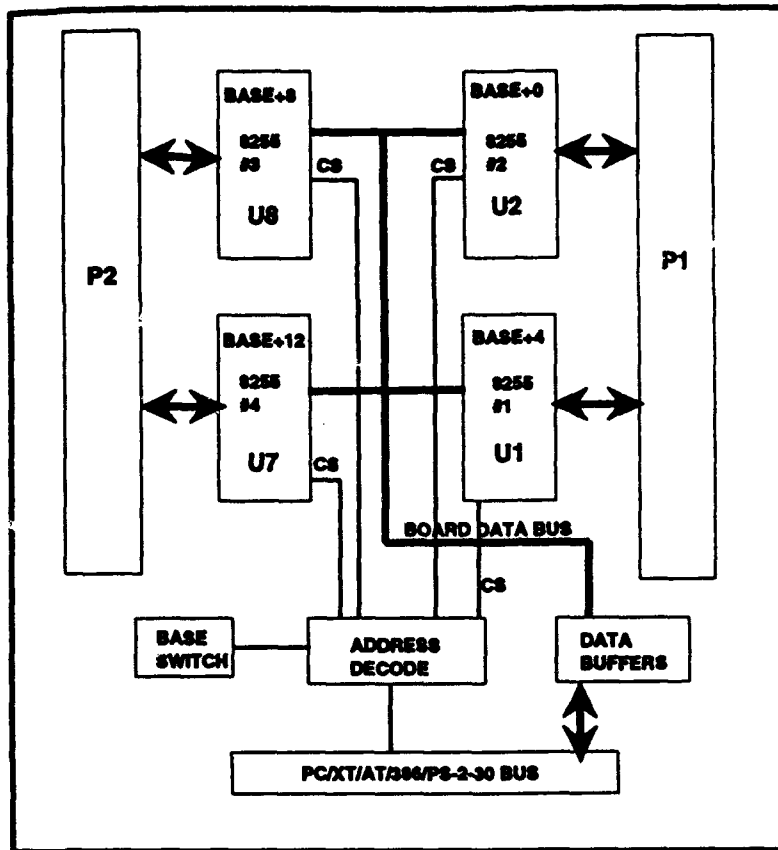 BASE+8
8255
#3
U8
CS
BASE+0
8255
#2
U2
CS
P2
P1
BASE+12
8255
#4
U7
CS
BASE+4
8255
#1
U1
CS
BOARD DATA BUS
BASE
SWITCH
ADDRESS
DECODE
DATA
BUFFERS
PC/XT/AT/386/PS-2-30 BUS